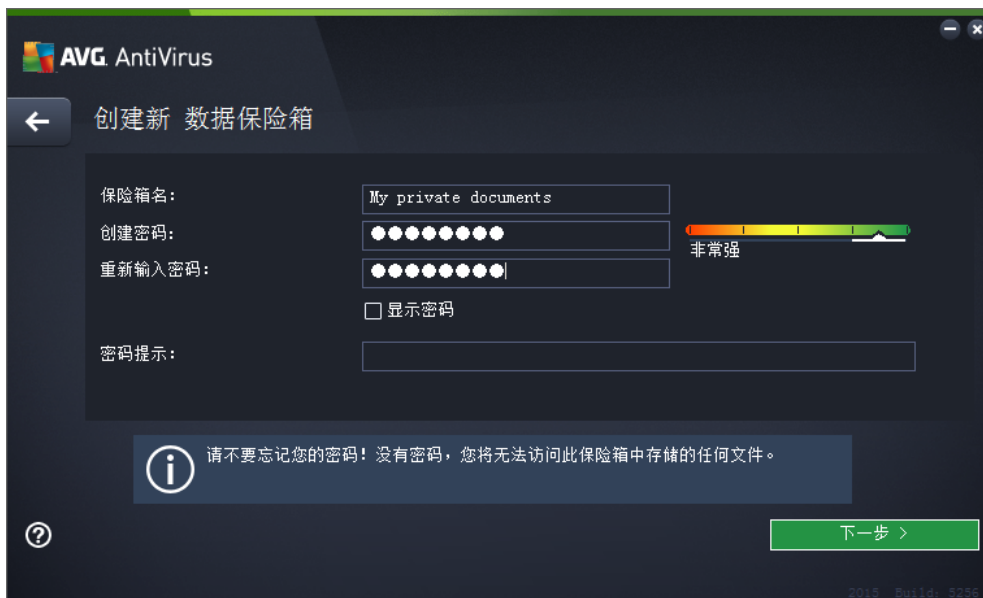 AVG. AntiVirus
创建新 数据保险箱
保险箱名：
My private documents
创建密码：
●●●●●●●●
非常强
重新输入密码：
●●●●●●●●
显示密码
密码提示：
请不要忘记您的密码！没有密码，您将无法访问此保险箱中存储的任何文件。
下一步 >
2015 Build: 5256